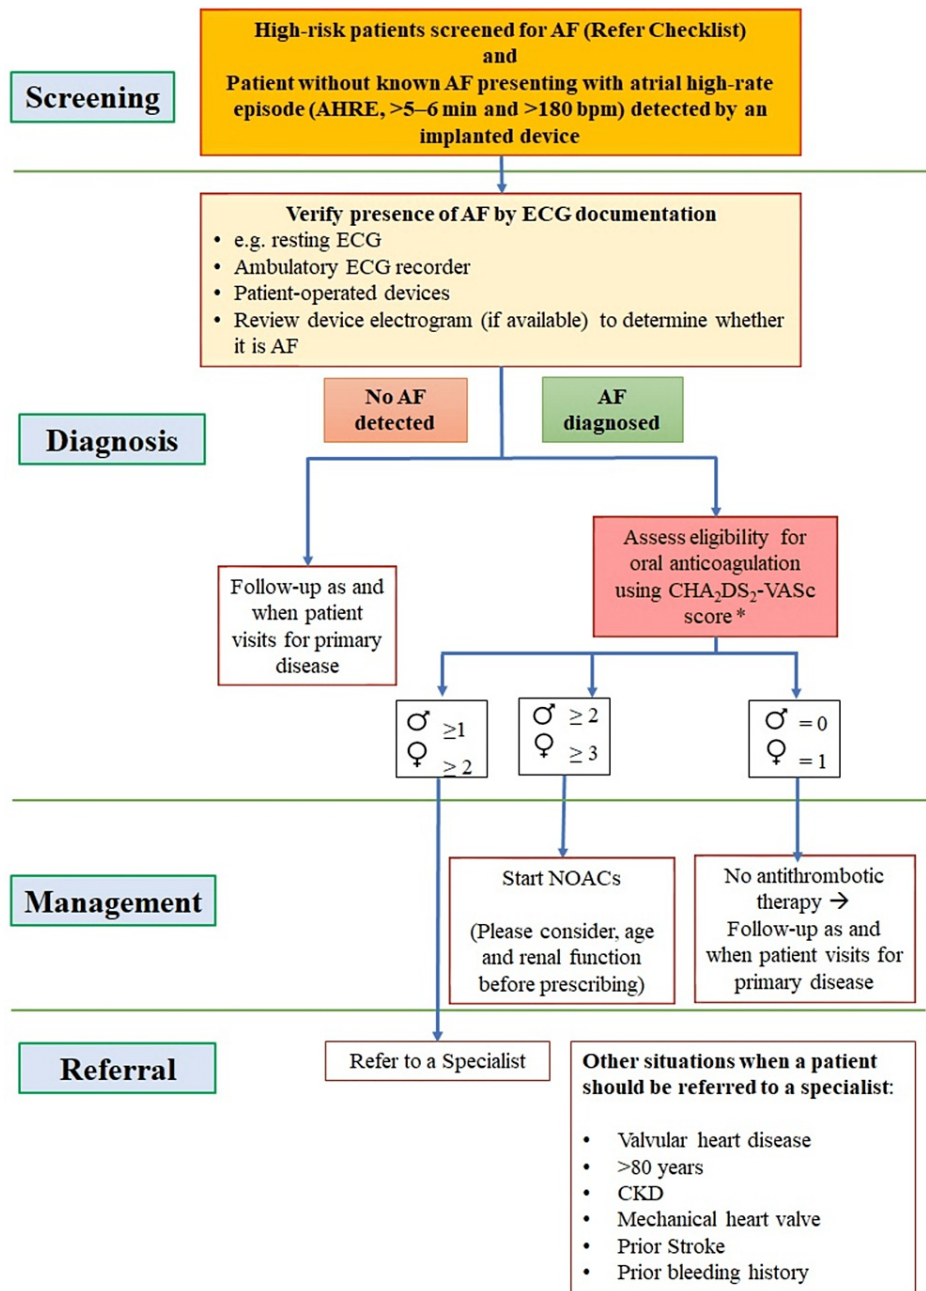 High-risk patients screened for AF (Refer Checklist)
and
Patient without known AF presenting with atrial high-rate
episode (AHRE, >5–6 min and >180 bpm) detected by an
implanted device
Screening
Verify presence of AF by ECG documentation
• e.g. resting ECG
• Ambulatory ECG recorder
• Patient-operated devices
• Review device electrogram (if available) to determine whether
it is AF
No AF
detected
AF
diagnosed
Diagnosis
Assess eligibility for
oral anticoagulation
using CHA₂DS₂-VASc
score *
Follow-up as and
when patient
visits for primary
disease
♂ ≥1
♀ ≥ 2
♂ ≥ 2
♀ ≥ 3
♂ = 0
♀ = 1
Management
Start NOACs
(Please consider, age
and renal function
before prescribing)
No antithrombotic
therapy →
Follow-up as and
when patient visits for
primary disease
Referral
Refer to a Specialist
Other situations when a patient
should be referred to a specialist:
• Valvular heart disease
• >80 years
• CKD
• Mechanical heart valve
• Prior Stroke
• Prior bleeding history